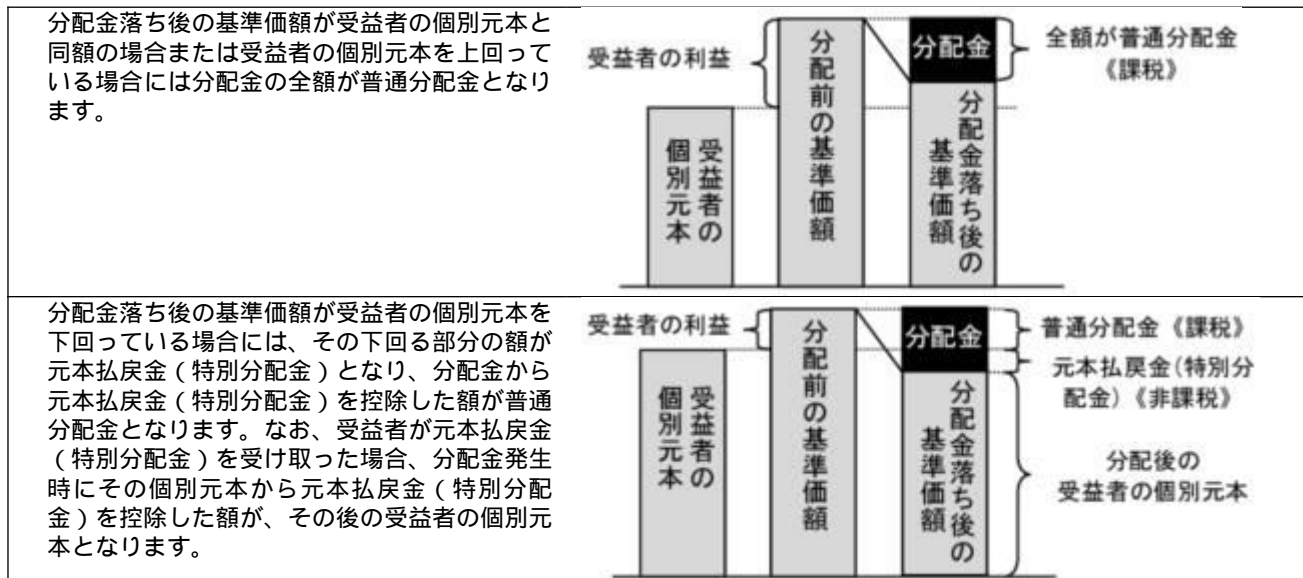 分配金落ち後の基準価額が受益者の個別元本と
同額の場合または受益者の個別元本を上回って
いる場合には分配金の全額が普通分配金となり
ます。
受益者の利益
受益者の
個別元本
分配前の基準価額
分配金
分配金落ち後の
基準価額
全額が普通分配金
《課税》
分配金落ち後の基準価額が受益者の個別元本を
下回っている場合には、その下回る部分の額が
元本払戻金（特別分配金）となり、分配金から
元本払戻金（特別分配金）を控除した額が普通
分配金となります。なお、受益者が元本払戻金
（特別分配金）を受け取った場合、分配金発生
時にその個別元本から元本払戻金（特別分配
金）を控除した額が、その後の受益者の個別元
本となります。
受益者の利益
受益者の
個別元本
分配前の基準価額
分配金
分配金落ち後の
基準価額
普通分配金《課税》
元本払戻金(特別分
配金)《非課税》
分配後の
受益者の個別元本